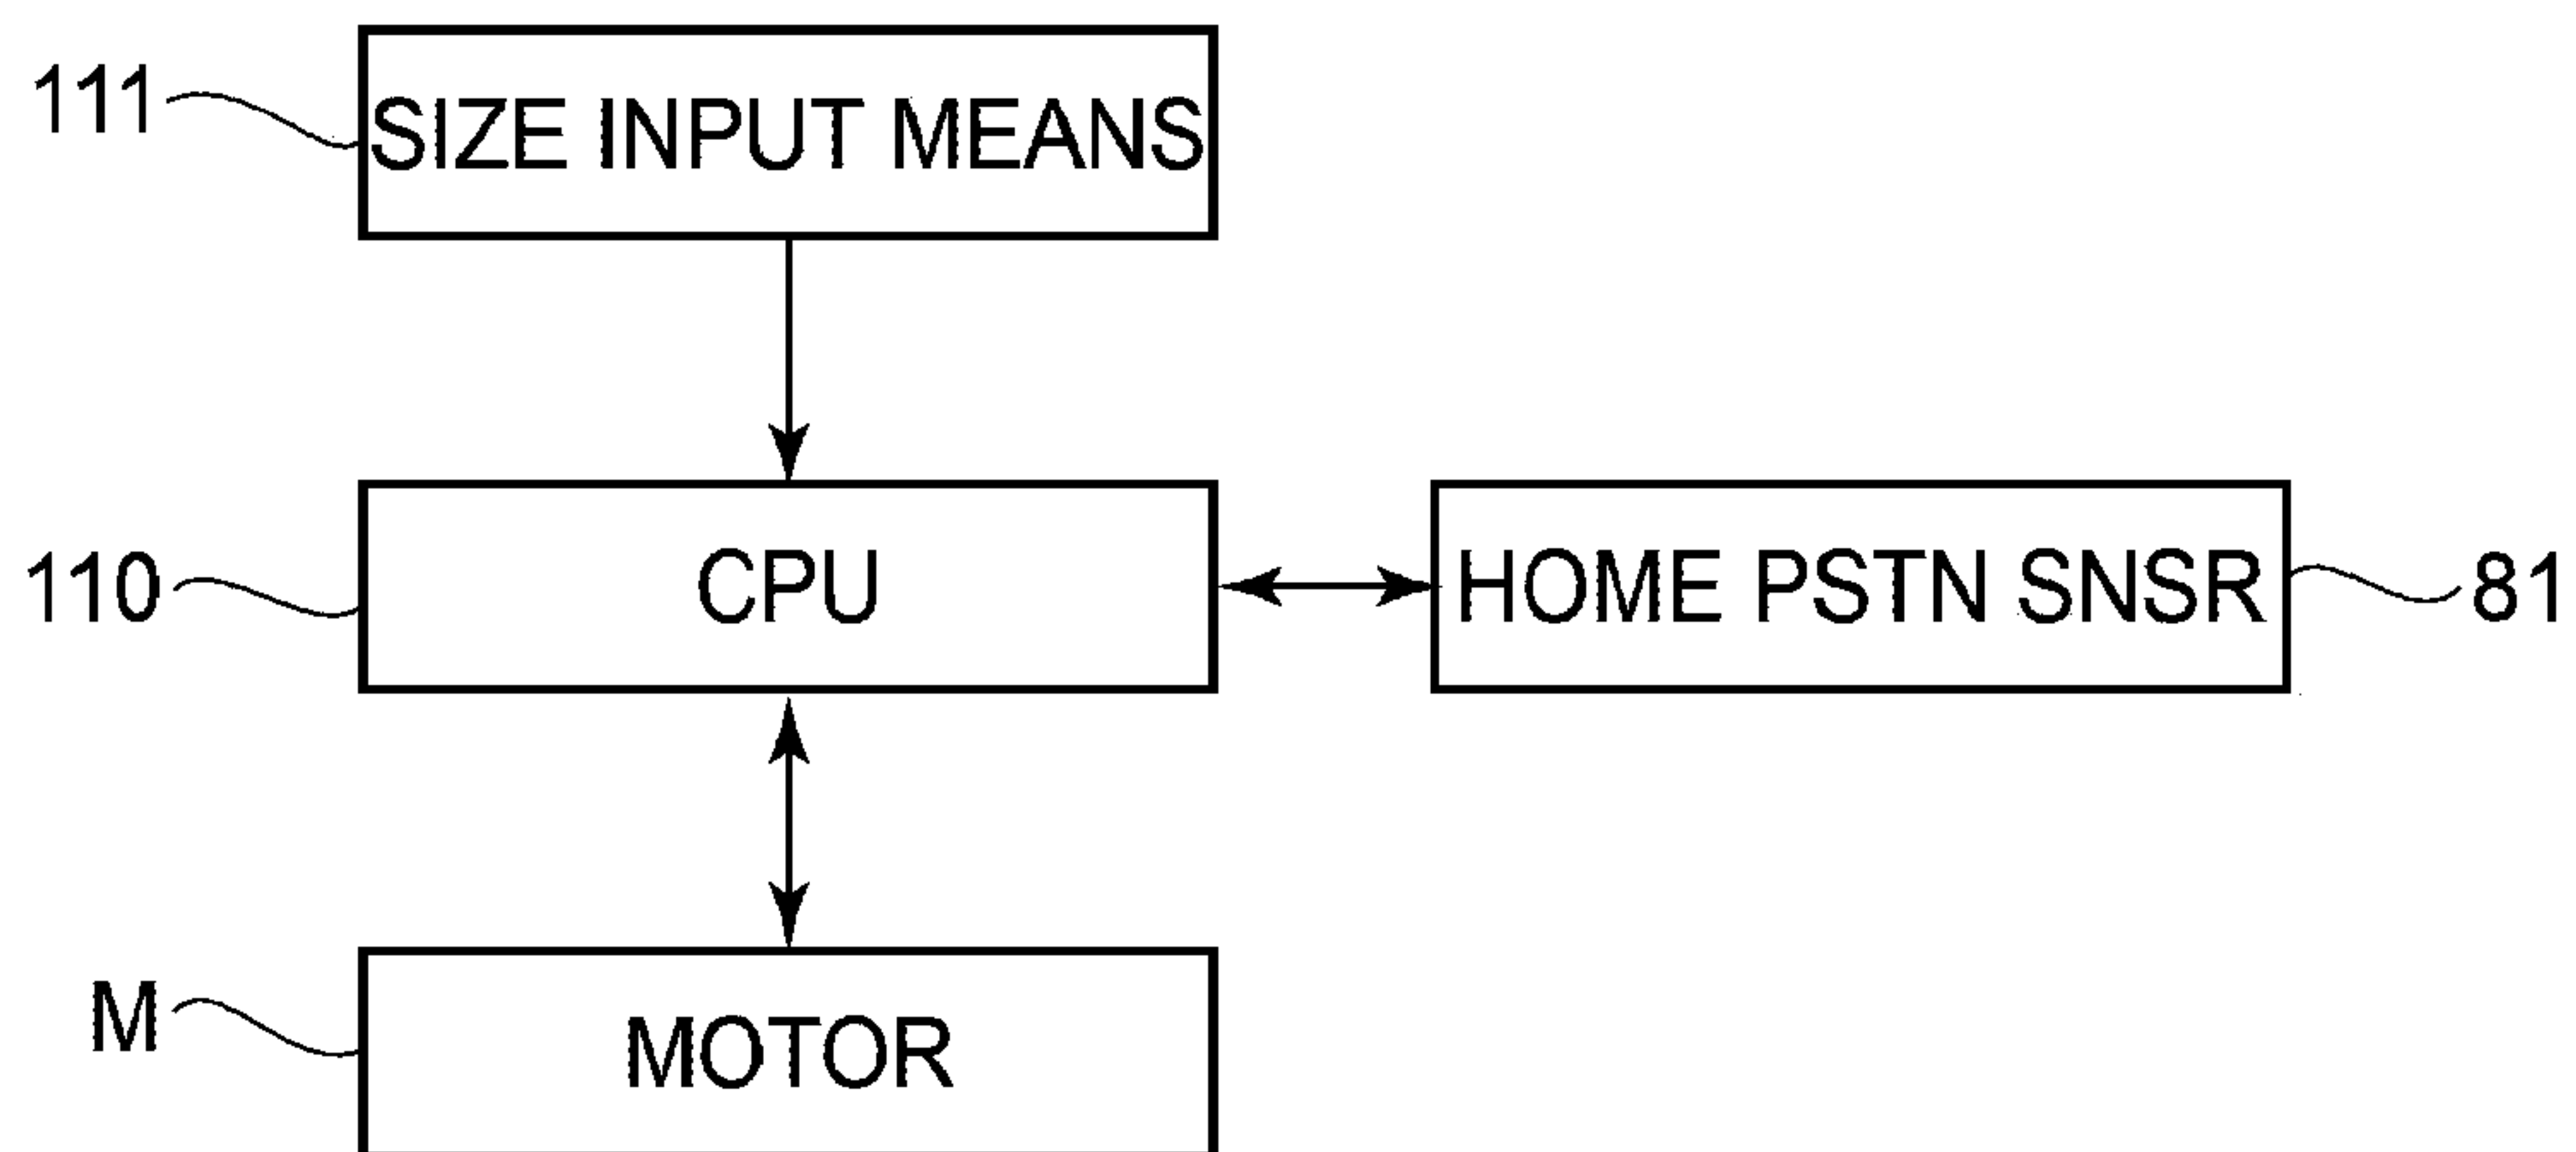 111
SIZE INPUT MEANS
110
CPU
HOME PSTN SNSR
81
M
MOTOR